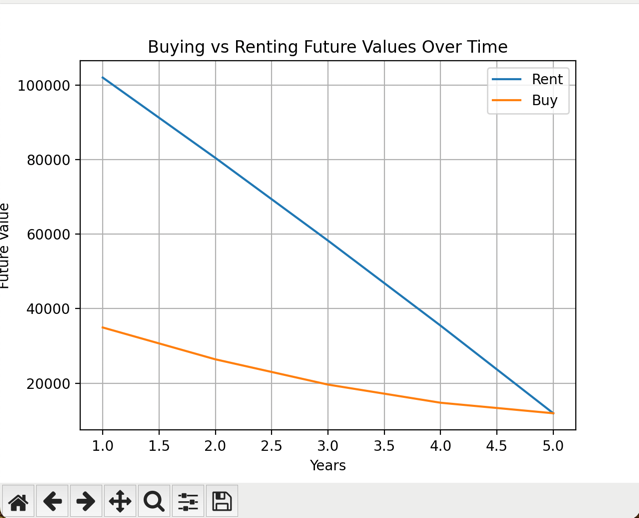 Buying vs Renting Future Values Over Time
Rent
Buy
100000
80000
60000
40000
20000
Future Value
1.0 1.5 2.0 2.5 3.0 3.5 4.0 4.5 5.0
Years